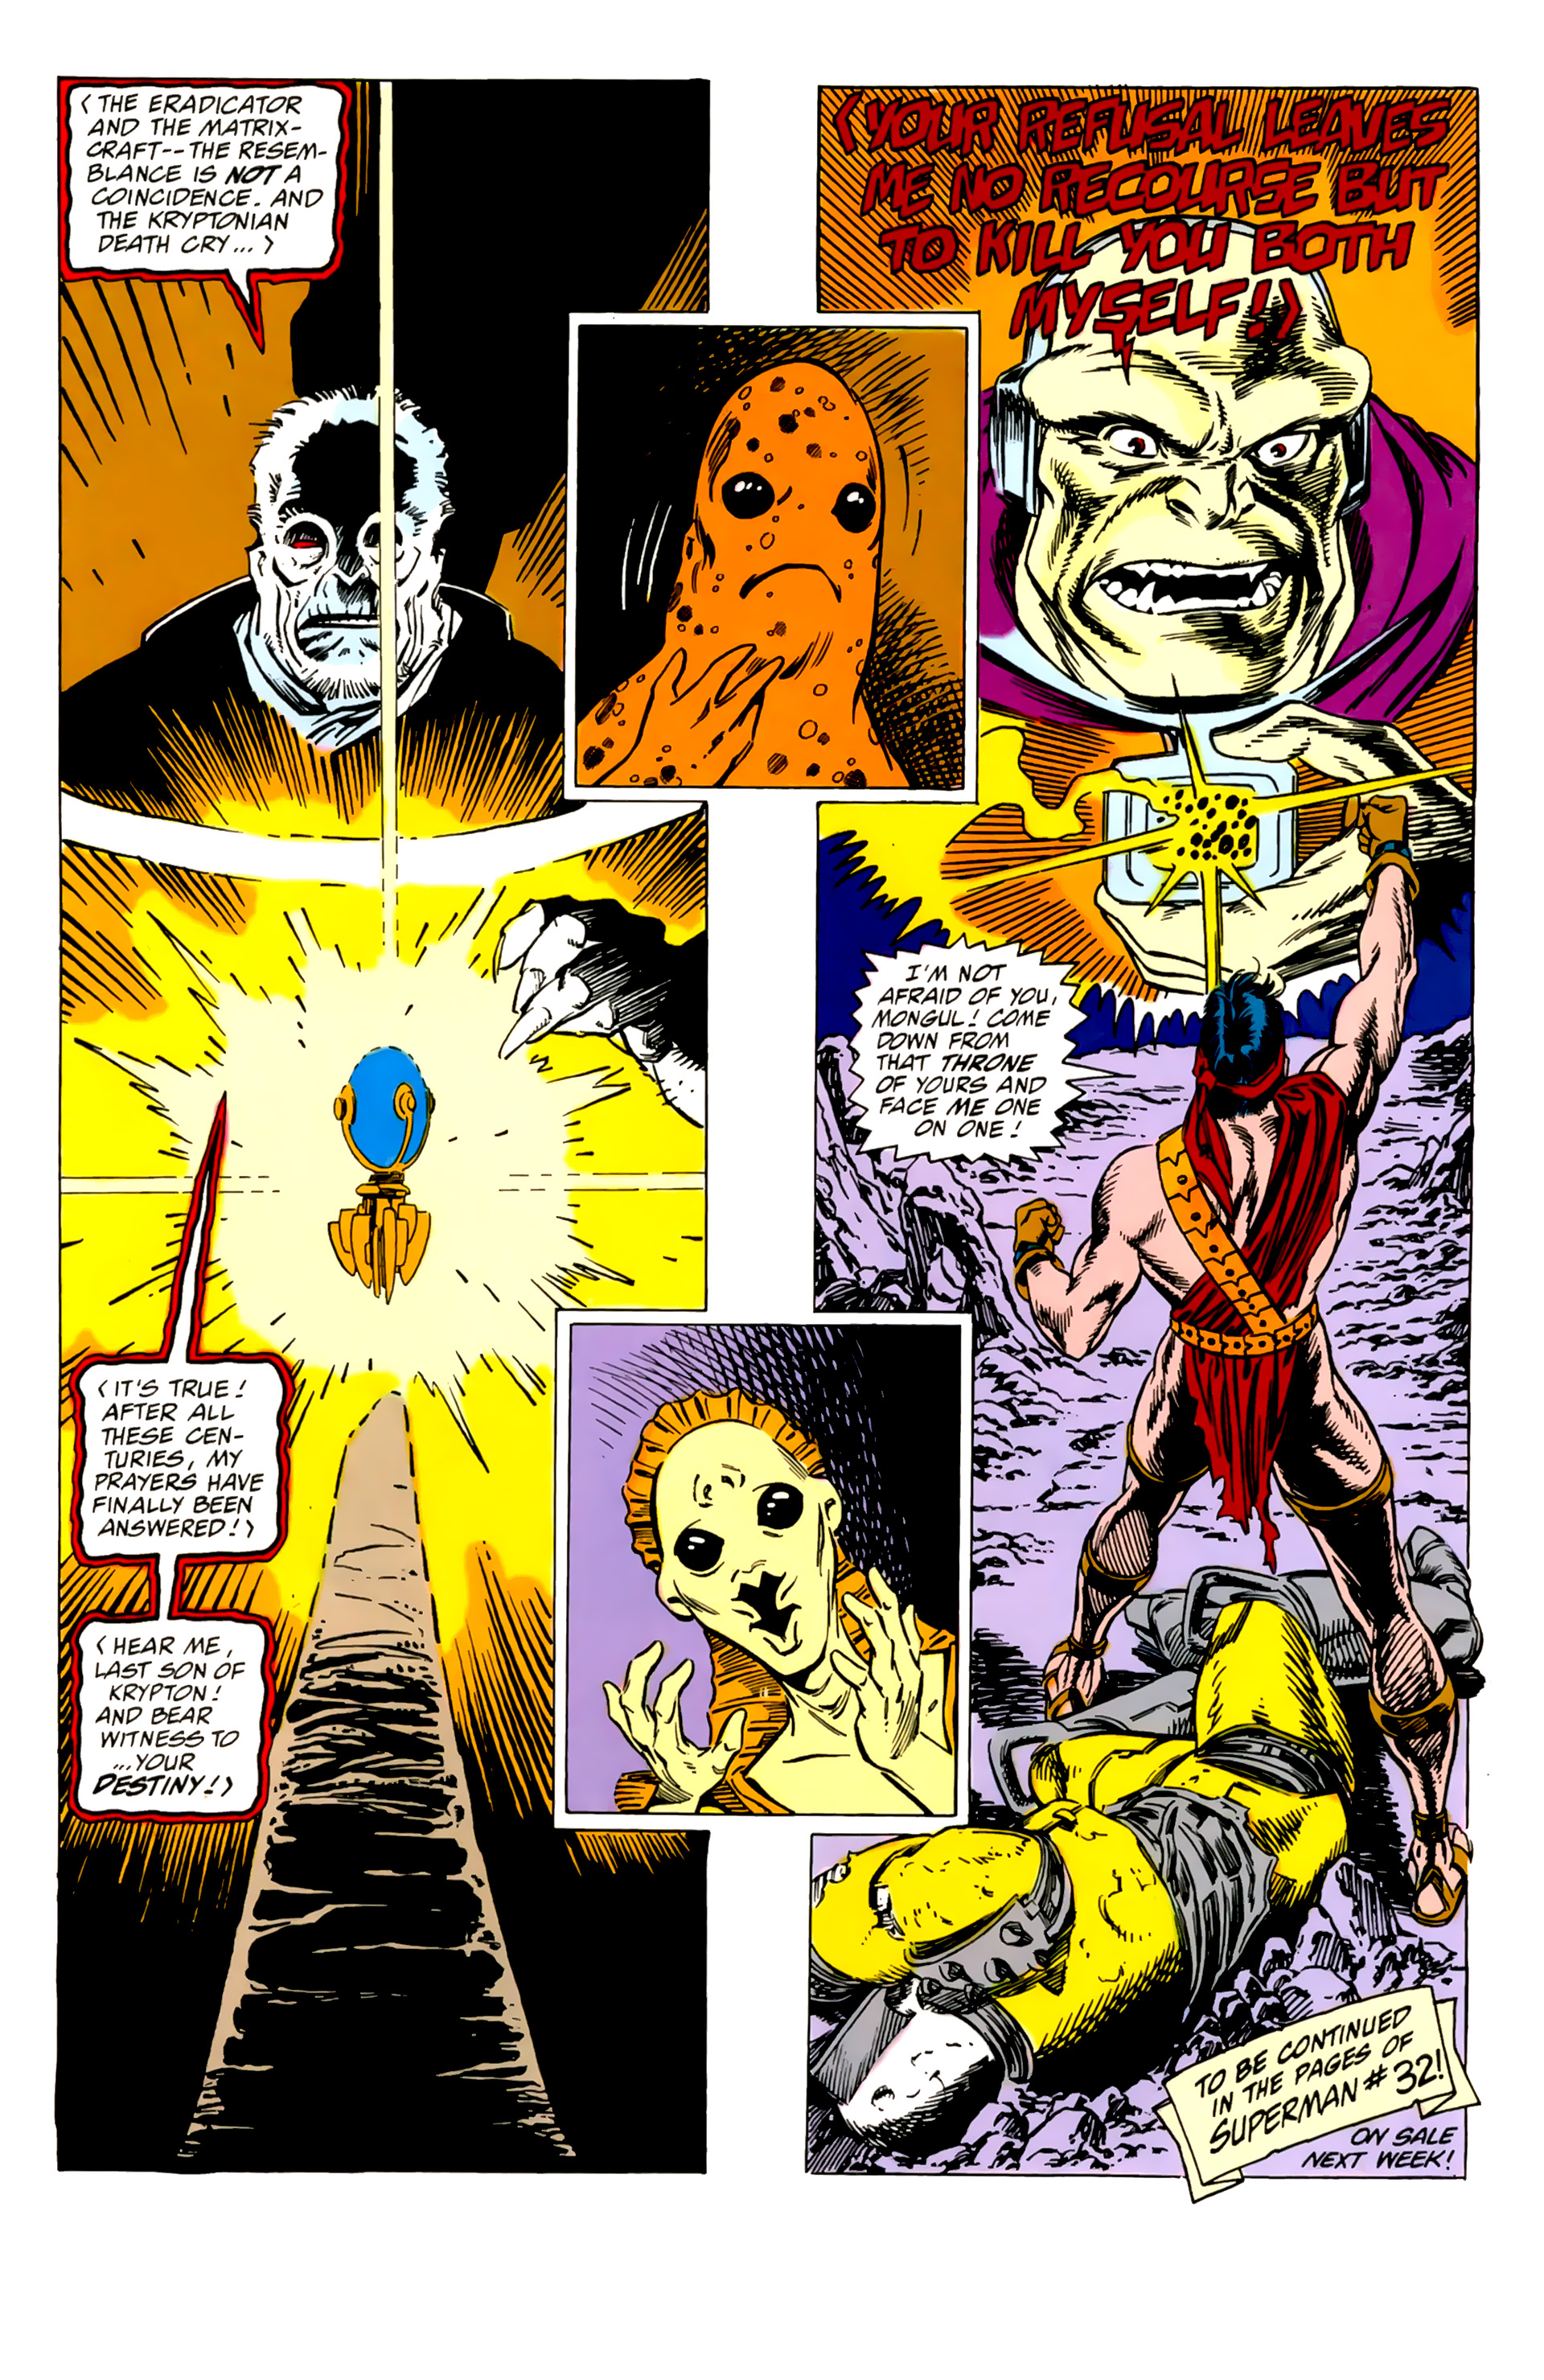 <THE ERADICATOR
AND THE MATRIX-
CRAFT--THE RESEM-
BLANCE IS NOT A
COINCIDENCE. AND
THE KRYPTONIAN
DEATH CRY...>
<IT'S TRUE!
AFTER ALL
THESE CEN-
TURIES, MY
PRAYERS HAVE
FINALLY BEEN
ANSWERED!>
<HEAR ME,
LAST SON OF
KRYPTON!
AND BEAR
WITNESS TO
...YOUR
DESTINY!>
<YOUR REFUSAL LEAVES
ME NO RECOURSE BUT
TO KILL YOU BOTH
MYSELF!>
I'M NOT
AFRAID OF YOU,
MONGUL! COME
DOWN FROM
THAT THRONE
OF YOURS AND
FACE ME ONE
ON ONE!
TO BE CONTINUED
IN THE PAGES OF
SUPERMAN #32!
ON SALE
NEXT WEEK!